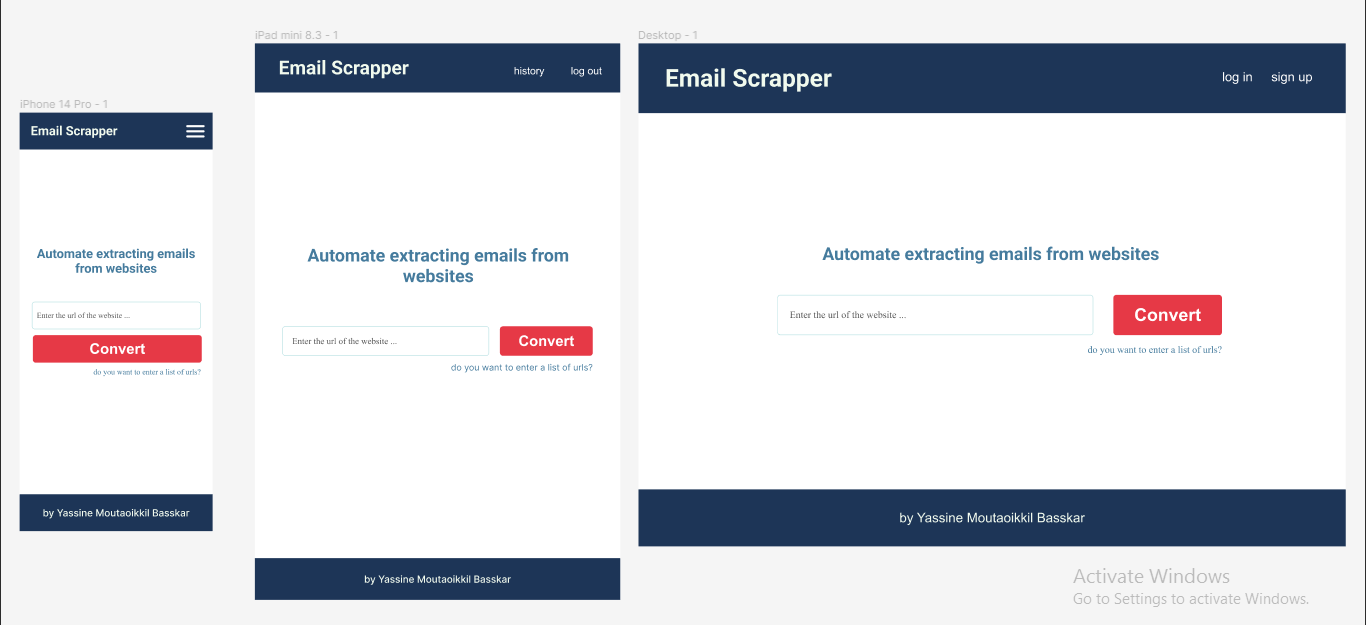 iPhone 14 Pro - 1
Email Scrapper
Automate extracting emails
from websites
Enter the url of the website ...
Convert
do you want to enter a list of urls?
by Yassine Moutaoikkil Basskar
iPad mini 8.3 - 1
Email Scrapper
history
log out
Automate extracting emails from
websites
Enter the url of the website ...
Convert
do you want to enter a list of urls?
by Yassine Moutaoikkil Basskar
Desktop - 1
Email Scrapper
log in
sign up
Automate extracting emails from websites
Enter the url of the website ...
Convert
do you want to enter a list of urls?
by Yassine Moutaoikkil Basskar
Activate Windows
Go to Settings to activate Windows.